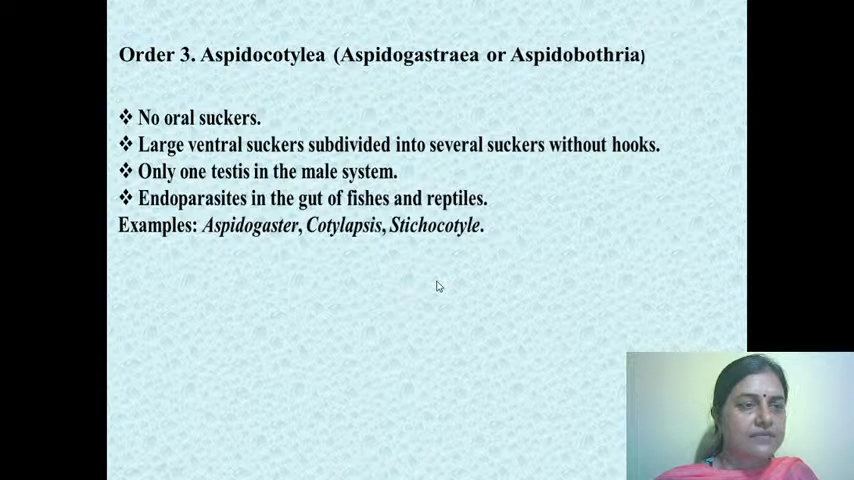 Order 3. Aspidocotylea (Aspidogastraea or Aspidobothria)
❖ No oral suckers.
❖ Large ventral suckers subdivided into several suckers without hooks.
❖ Only one testis in the male system.
❖ Endoparasites in the gut of fishes and reptiles.
Examples: Aspidogaster, Cotylapsis, Stichocotyle.